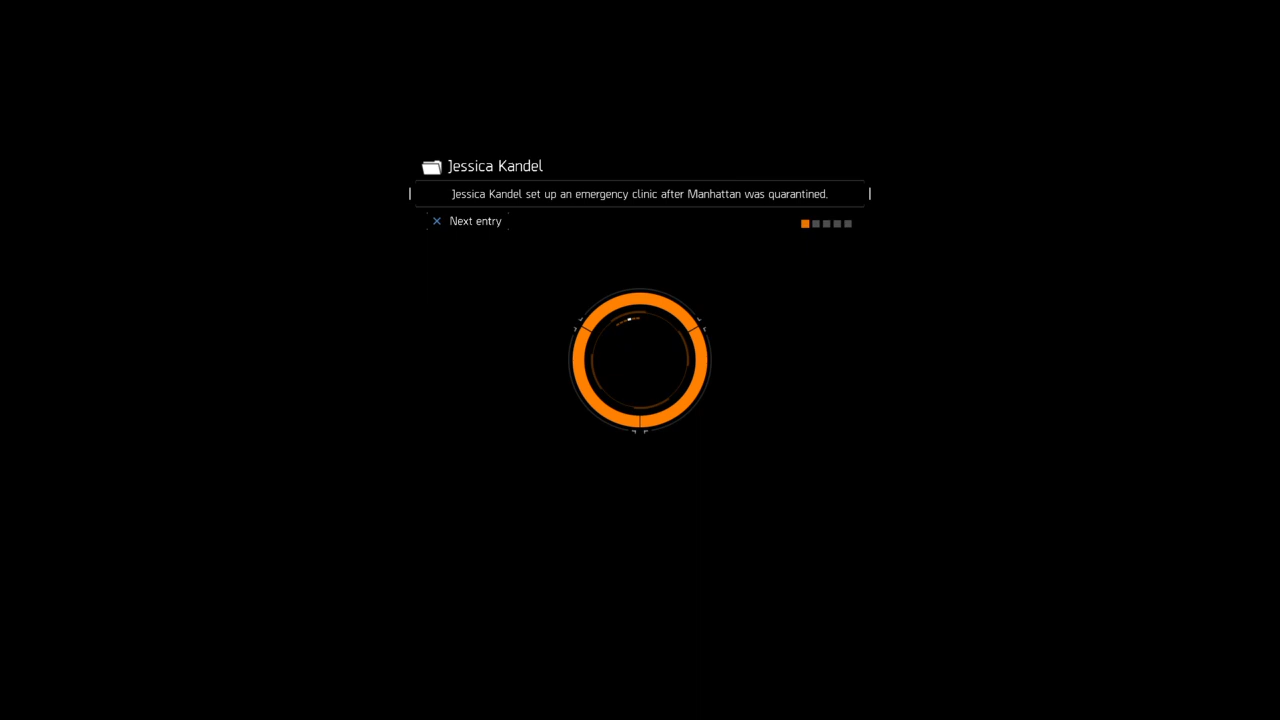 Jessica Kandel
Jessica Kandel set up an emergency clinic after Manhattan was quarantined.
Next entry